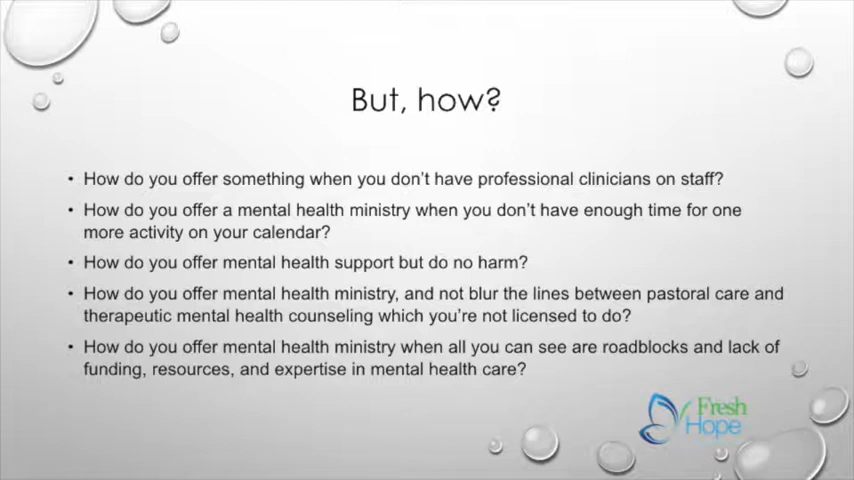 But, how?
• How do you offer something when you don't have professional clinicians on staff?
• How do you offer a mental health ministry when you don't have enough time for one
more activity on your calendar?
• How do you offer mental health support but do no harm?
• How do you offer mental health ministry, and not blur the lines between pastoral care and
therapeutic mental health counseling which you're not licensed to do?
• How do you offer mental health ministry when all you can see are roadblocks and lack of
funding, resources, and expertise in mental health care?
Fresh
Hope